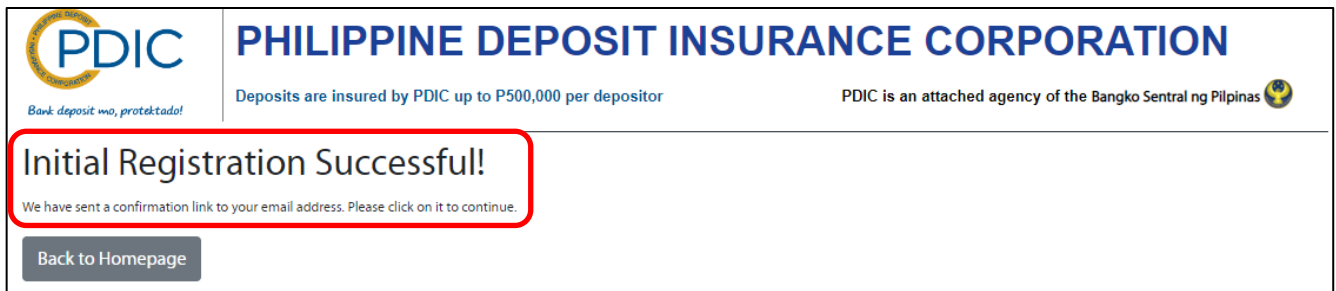 PHILIPPINE DEPOSIT
INSURANCE CORPORATION
PDIC
Bank deposit mo, protektado!
PHILIPPINE DEPOSIT INSURANCE CORPORATION
Deposits are insured by PDIC up to P500,000 per depositor
PDIC is an attached agency of the Bangko Sentral ng Pilpinas
Initial Registration Successful!
We have sent a confirmation link to your email address. Please click on it to continue.
Back to Homepage